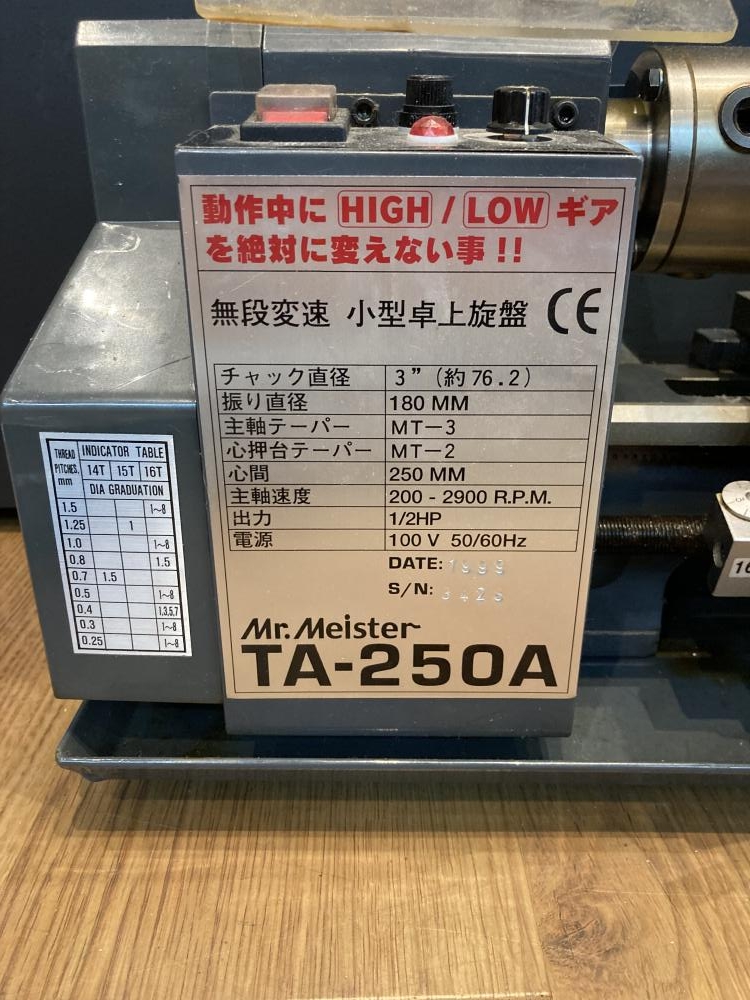 動作中に HIGH / LOW ギア
を絶対に変えない事!!
無段変速 小型卓上旋盤 CE
チャック直径 3” (約76.2)
振り直径 180 MM
主軸テーパー MT-3
心押台テーパー MT-2
心間 250 MM
主軸速度 200 - 2900 R.P.M.
出力 1/2HP
電源 100 V 50/60Hz
DATE: 1999
S/N: 3426
Mr.Meister
TA-250A
THREAD PITCHES. mm
INDICATOR TABLE
14T 15T 16T
DIA GRADUATION
1.5 1~8
1.25 1
1.0 1~8
0.8 1.5
0.7 1.5
0.5 1~8
0.4 1,3,5,7
0.3 1~8
0.25 1~8
16